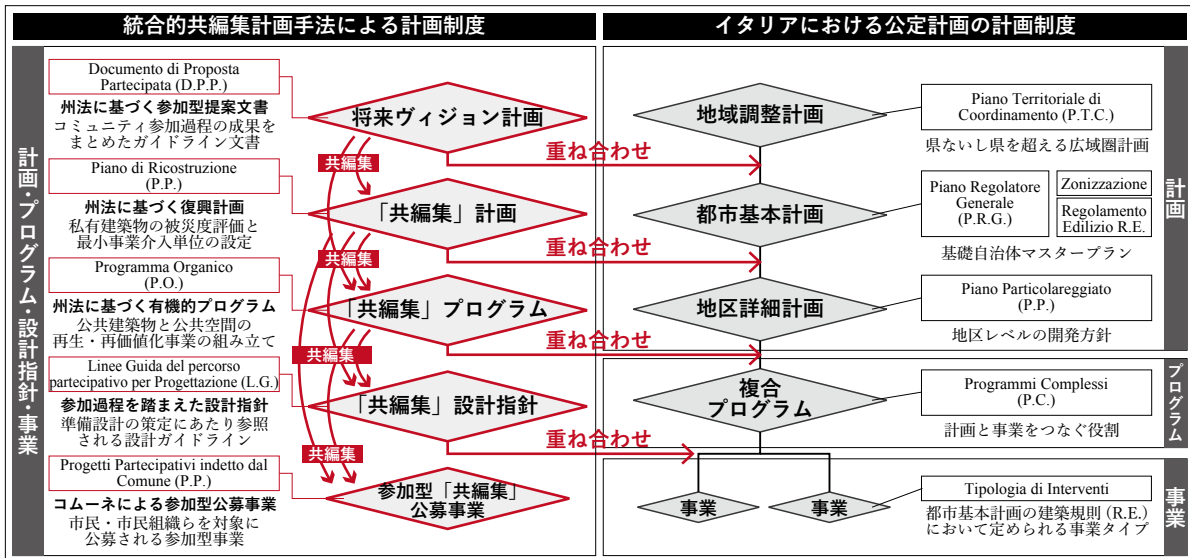 統合的共編集計画手法による計画制度
計画・プログラム・設計指針・事業
Documento di Proposta
Partecipata (D.P.P.)
州法に基づく参加型提案文書
コミュニティ参加過程の成果を
まとめたガイドライン文書
Piano di Ricostruzione
(P.P.)
州法に基づく復興計画
私有建築物の被災度評価と
最小事業介入単位の設定
Programma Organico
(P.O.)
州法に基づく有機的プログラム
公共建築物と公共空間の
再生・再価値化事業の組み立て
Linee Guida del percorso
partecipativo per Progettazione (L.G.)
参加過程を踏まえた設計指針
準備設計の策定にあたり参照
される設計ガイドライン
Progetti Partecipativi indetto dal
Comune (P.P.)
コムーネによる参加型公募事業
市民・市民組織らを対象に
公募される参加型事業
将来ヴィジョン計画
共編集
「共編集」計画
共編集
「共編集」プログラム
共編集
「共編集」設計指針
共編集
参加型「共編集」
公募事業
重ね合わせ
重ね合わせ
重ね合わせ
重ね合わせ
イタリアにおける公定計画の計画制度
地域調整計画
Piano Territoriale di
Coordinamento (P.T.C.)
県ないし県を超える広域圏計画
都市基本計画
Piano Regolatore
Generale
(P.R.G.)
Zonizzazione
Regolamento
Edilizio R.E.
基礎自治体マスタープラン
地区詳細計画
Piano Particolareggiato
(P.P.)
地区レベルの開発方針
計画
複合
プログラム
Programmi Complessi
(P.C.)
計画と事業をつなぐ役割
プログラム
事業
事業
Tipologia di Interventi
都市基本計画の建築規則 (R.E.)
において定められる事業タイプ
事業